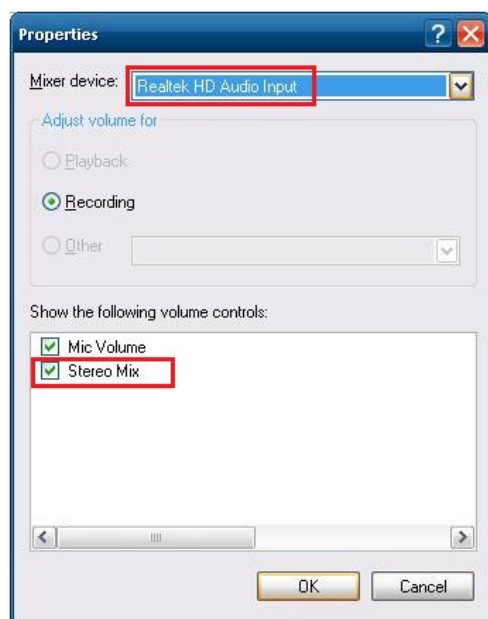 Properties
Mixer device: Realtek HD Audio Input
Adjust volume for
Playback
Recording
Other
Show the following volume controls:
Mic Volume
Stereo Mix
OK Cancel